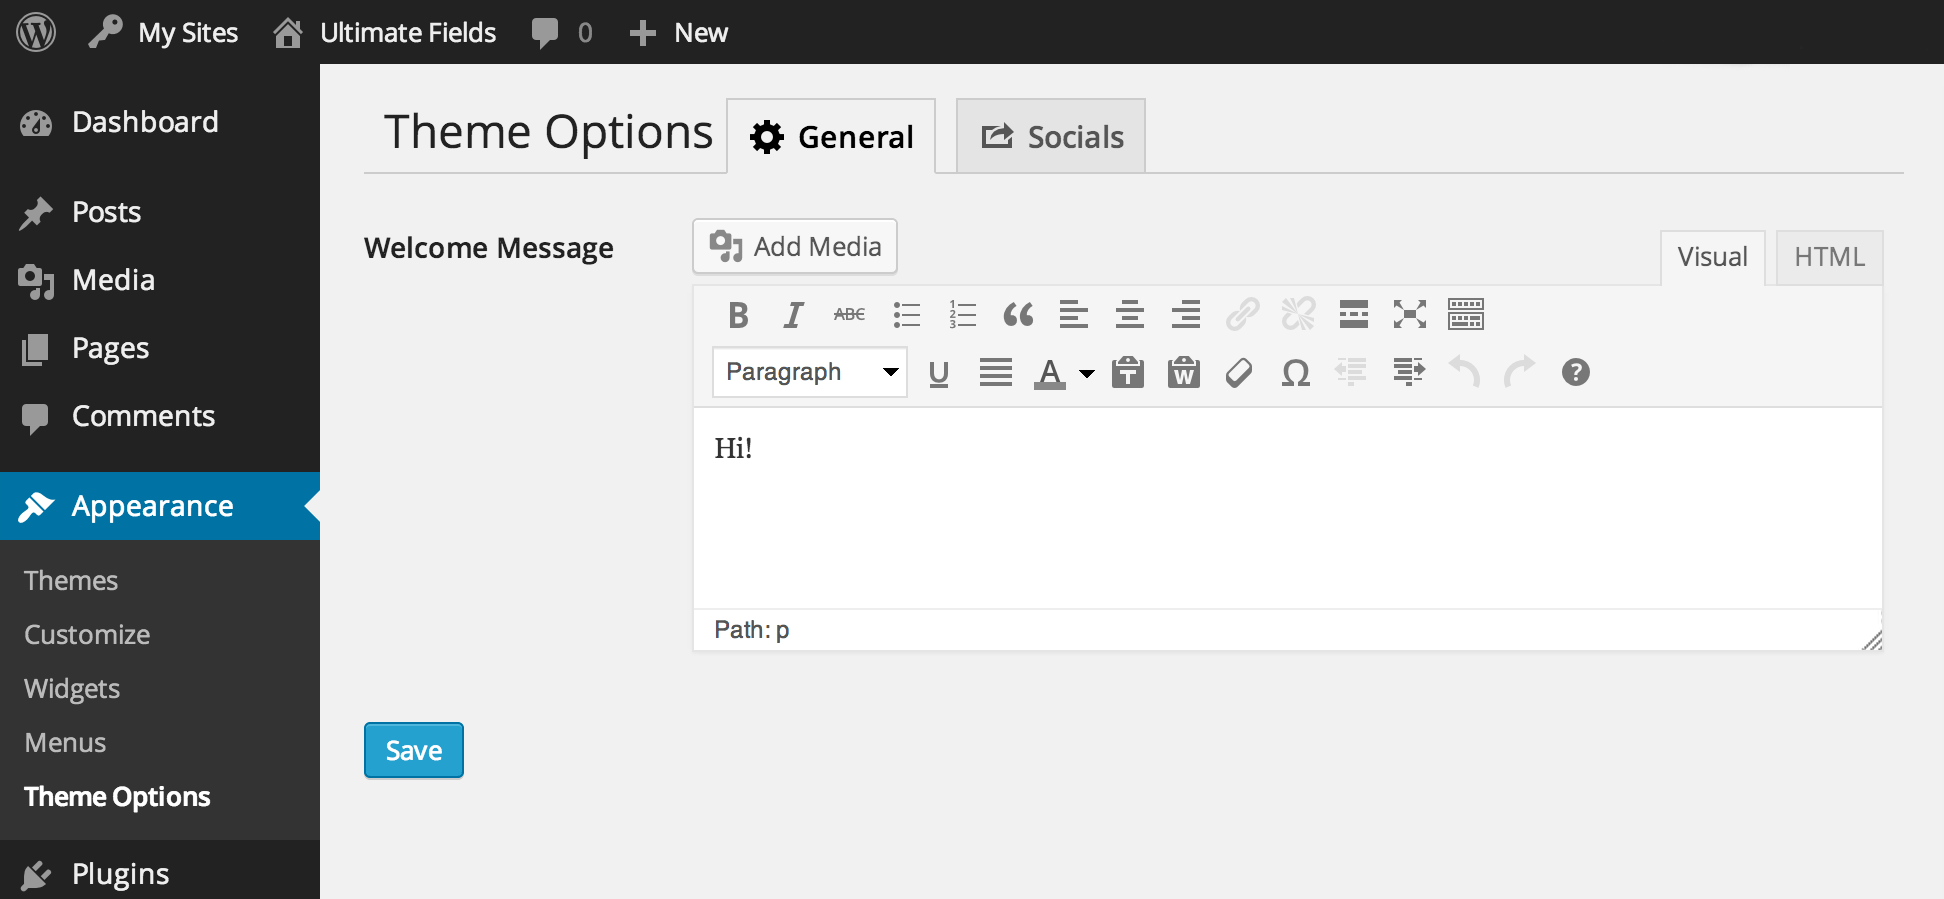 My Sites Ultimate Fields 0 New
Dashboard
Posts
Media
Pages
Comments
Appearance
Themes
Customize
Widgets
Menus
Theme Options
Plugins
Theme Options General Socials
Welcome Message Add Media Visual HTML
B I ABC
Paragraph U A T W Ω ?
Hi!
Path: p
Save